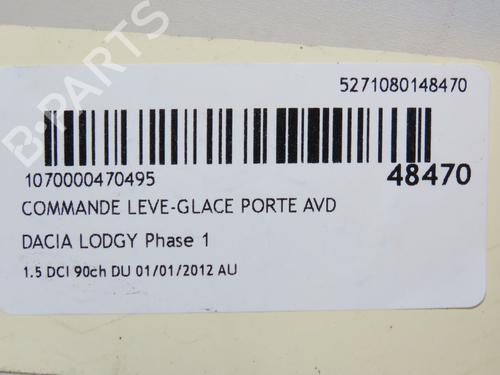 B-PARTS
5271080148470
1070000470495
48470
COMMANDE LEVE-GLACE PORTE AVD
DACIA LODGY Phase 1
1.5 DCI 90ch DU 01/01/2012 AU